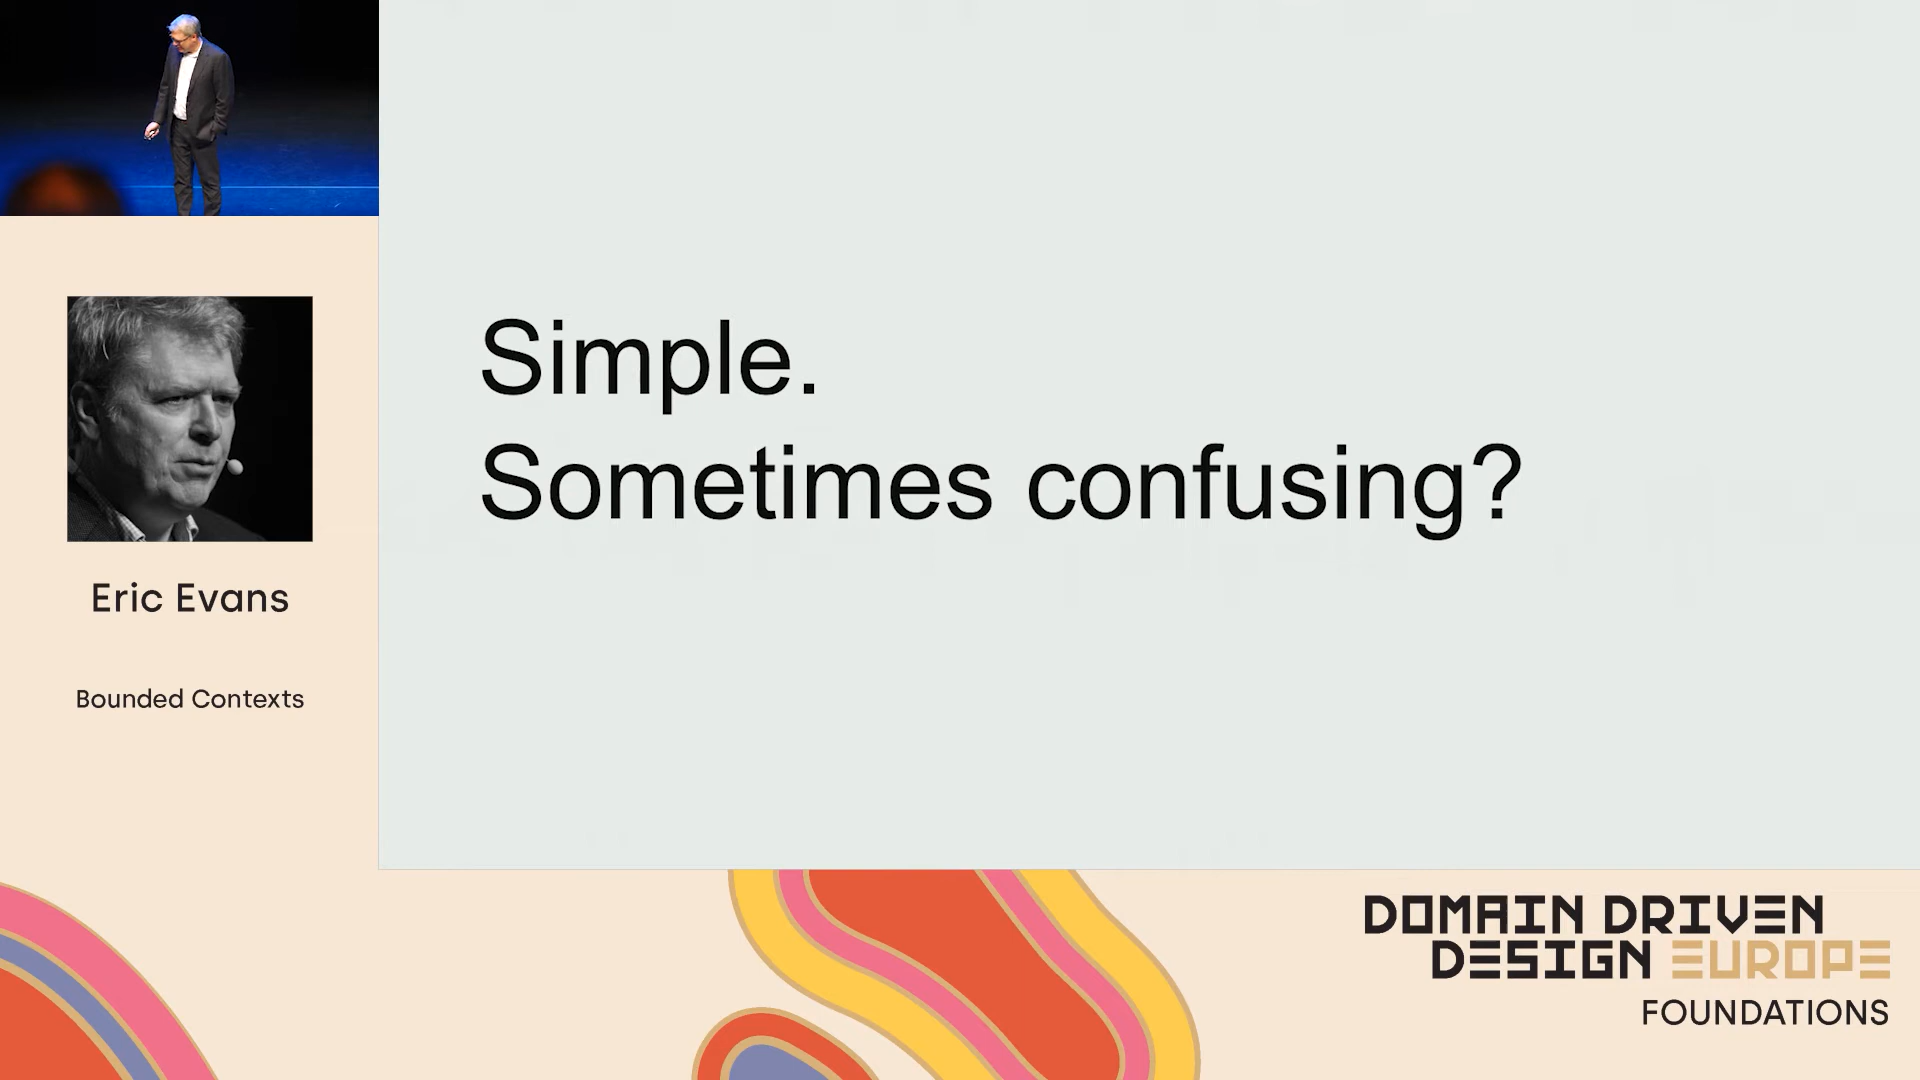 Simple.
Sometimes confusing?
Eric Evans
Bounded Contexts
DOMAIN DRIVEN
DESIGN EUROPE
FOUNDATIONS